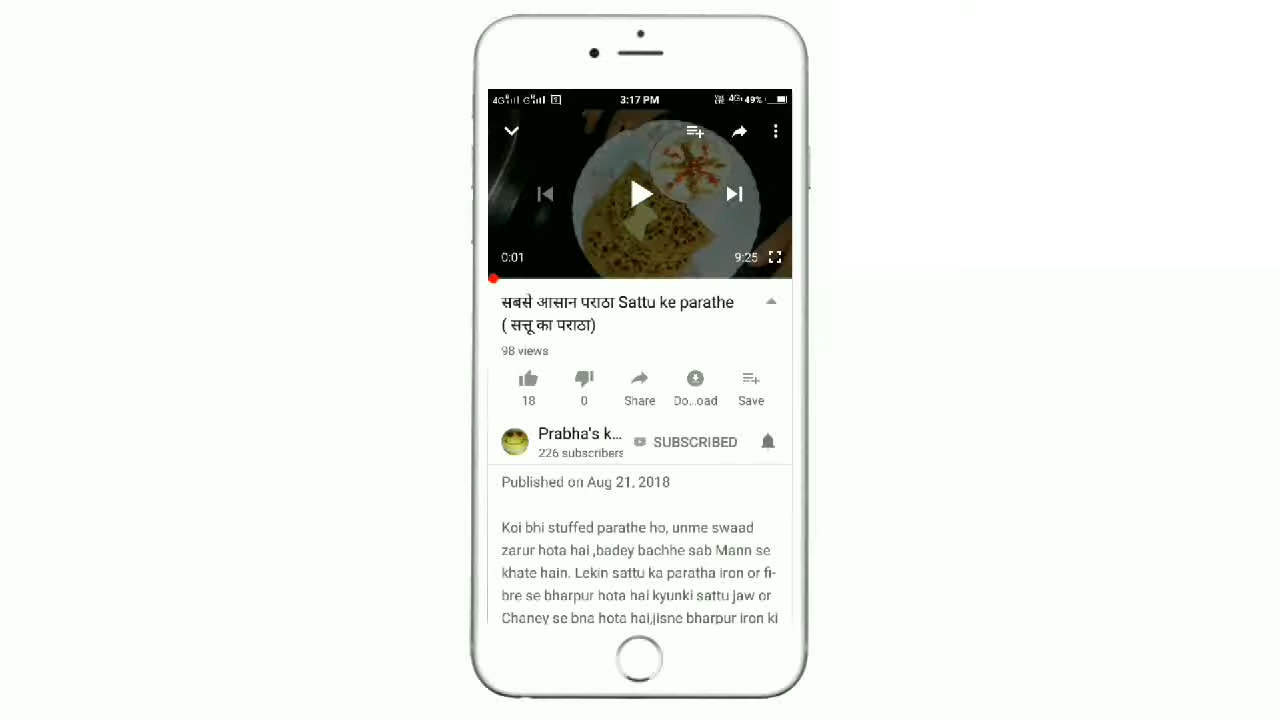 4G R G R 3:17 PM 4G+ 49%
0:01 9:25
सबसे आसान पराठा Sattu ke parathe
( सत्तू का पराठा)
98 views
18 0 Share Do...oad Save
Prabha's k... SUBSCRIBED
226 subscribers
Published on Aug 21, 2018
Koi bhi stuffed parathe ho, unme swaad
zarur hota hai ,badey bachhe sab Mann se
khate hain. Lekin sattu ka paratha iron or fi-
bre se bharpur hota hai kyunki sattu jaw or
Chaney se bna hota hai,jisne bharpur iron ki